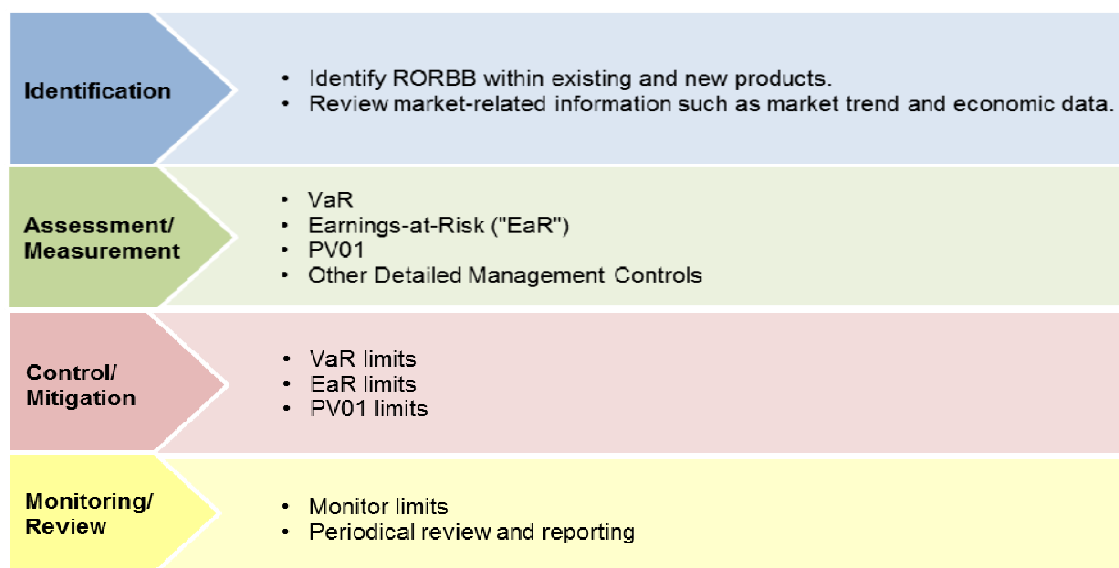 Identification
• Identify RORBB within existing and new products.
• Review market-related information such as market trend and economic data.
Assessment/
Measurement
• VaR
• Earnings-at-Risk ("EaR")
• PV01
• Other Detailed Management Controls
Control/
Mitigation
• VaR limits
• EaR limits
• PV01 limits
Monitoring/
Review
• Monitor limits
• Periodical review and reporting